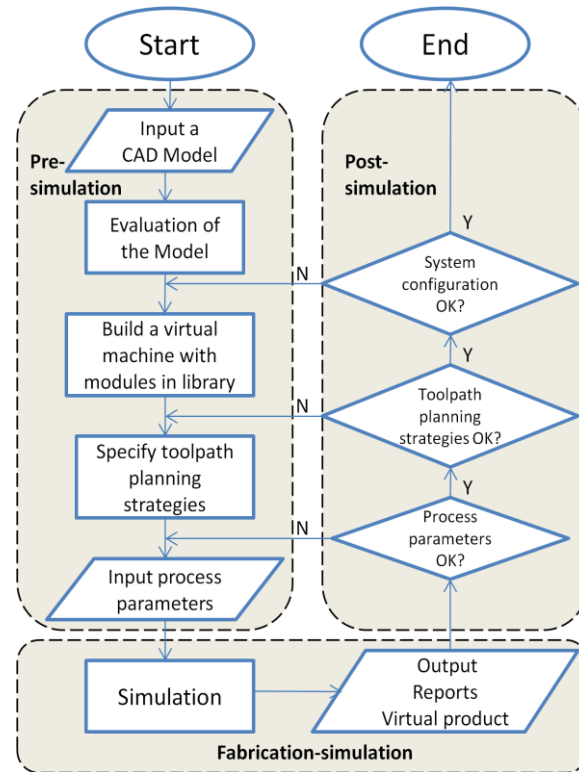 Start
End
Input a
CAD Model
Pre-
simulation
Evaluation of
the Model
Build a virtual
machine with
modules in library
Specify toolpath
planning
strategies
Input process
parameters
Simulation
Output
Reports
Virtual product
Fabrication-simulation
Process
parameters
OK?
N
Y
Toolpath
planning
strategies OK?
N
Y
System
configuration
OK?
N
Y
Post-
simulation